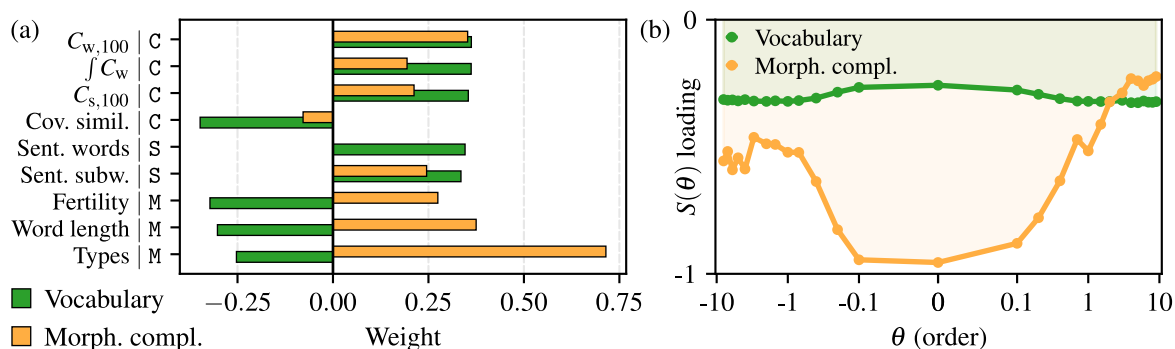 (a)
C_w,100 | C
∫ C_w | C
C_s,100 | C
Cov. simil. | C
Sent. words | S
Sent. subw. | S
Fertility | M
Word length | M
Types | M
−0.25 0.00 0.25 0.50 0.75
Weight
Vocabulary
Morph. compl.
(b)
Vocabulary
Morph. compl.
0
-1
S(θ) loading
-10 -1 -0.1 0 0.1 1 10
θ (order)